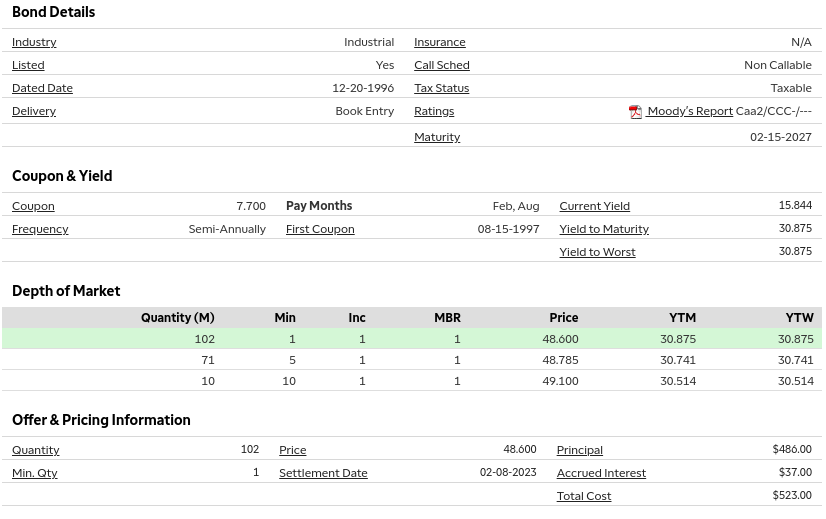 Bond Details
Industry Industrial Insurance N/A
Listed Yes Call Sched Non Callable
Dated Date 12-20-1996 Tax Status Taxable
Delivery Book Entry Ratings Moody's Report Caa2/CCC-/---
Maturity 02-15-2027
Coupon & Yield
Coupon 7.700 Pay Months Feb, Aug Current Yield 15.844
Frequency Semi-Annually First Coupon 08-15-1997 Yield to Maturity 30.875
Yield to Worst 30.875
Depth of Market
Quantity (M) Min Inc MBR Price YTM YTW
102 1 1 1 48.600 30.875 30.875
71 5 1 1 48.785 30.741 30.741
10 10 1 1 49.100 30.514 30.514
Offer & Pricing Information
Quantity 102 Price 48.600 Principal $486.00
Min. Qty 1 Settlement Date 02-08-2023 Accrued Interest $37.00
Total Cost $523.00